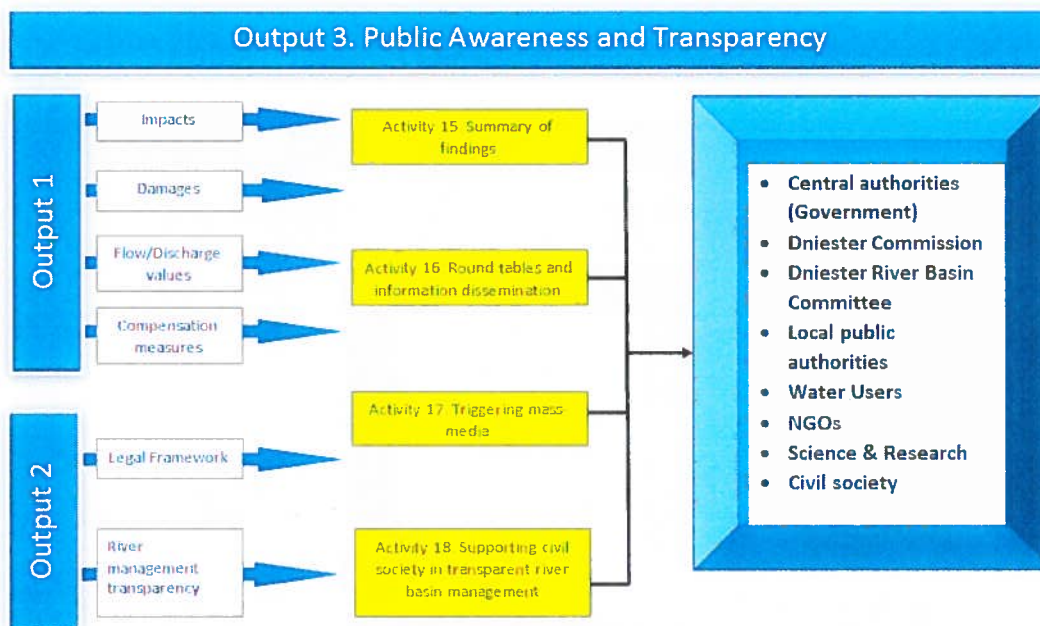 Output 3. Public Awareness and Transparency
Output 1
Impacts
Damages
Flow/Discharge
values
Compensation
measures
Output 2
Legal Framework
River
management
transparency
Activity 15 Summary of
findings
Activity 16 Round tables and
information dissemination
Activity 17 Triggering mass-
media
Activity 18 Supporting civil
society in transparent river
basin management
• Central authorities
(Government)
• Dniester Commission
• Dniester River Basin
Committee
• Local public
authorities
• Water Users
• NGOs
• Science & Research
• Civil society